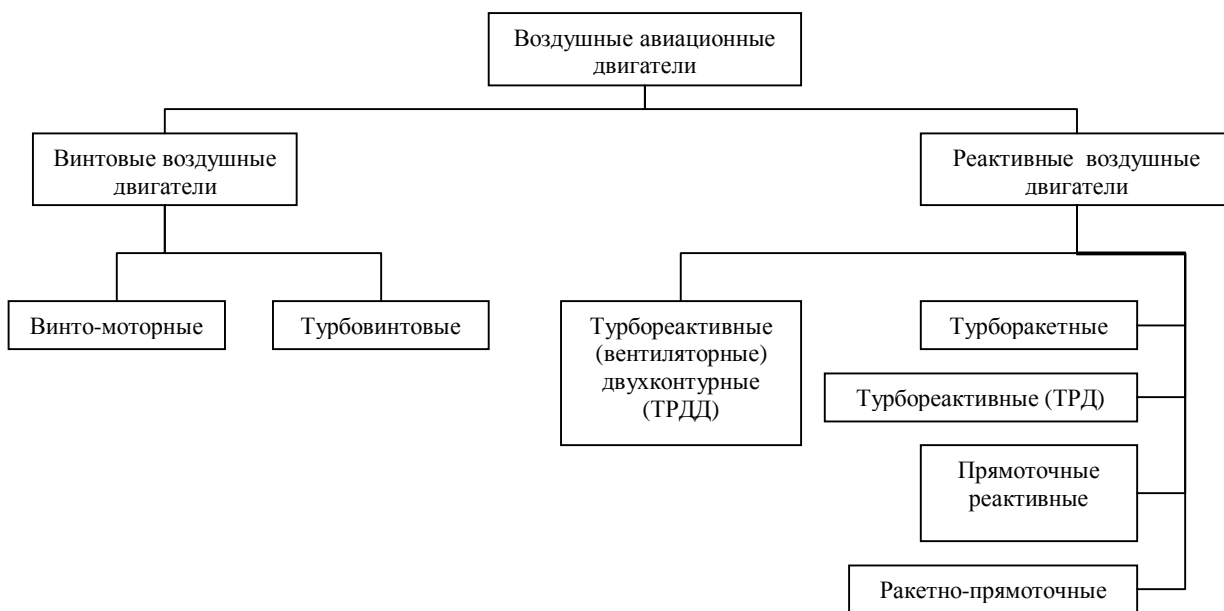 Воздушные авиационные
двигатели
Винтовые воздушные
двигатели
Реактивные воздушные
двигатели
Винто-моторные
Турбовинтовые
Турбореактивные
(вентиляторные)
двухконтурные
(ТРДД)
Турборакетные
Турбореактивные (ТРД)
Прямоточные
реактивные
Ракетно-прямоточные